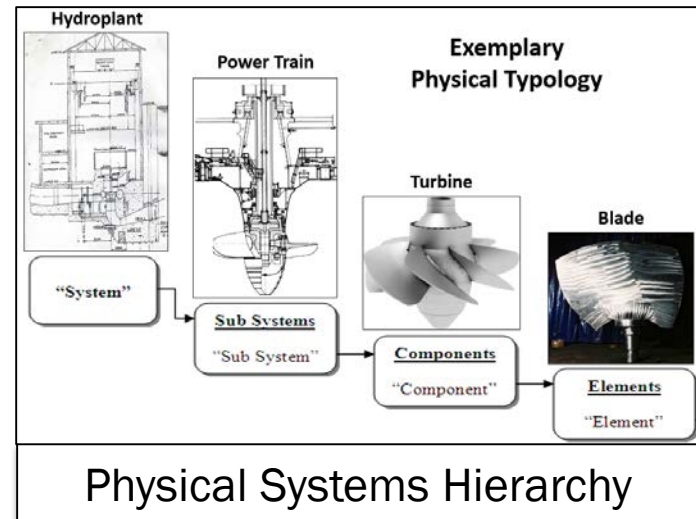 Hydroplant
Power Train
Exemplary
Physical Typology
Turbine
Blade
“System”
Sub Systems
“Sub System”
Components
“Component”
Elements
“Element”
Physical Systems Hierarchy